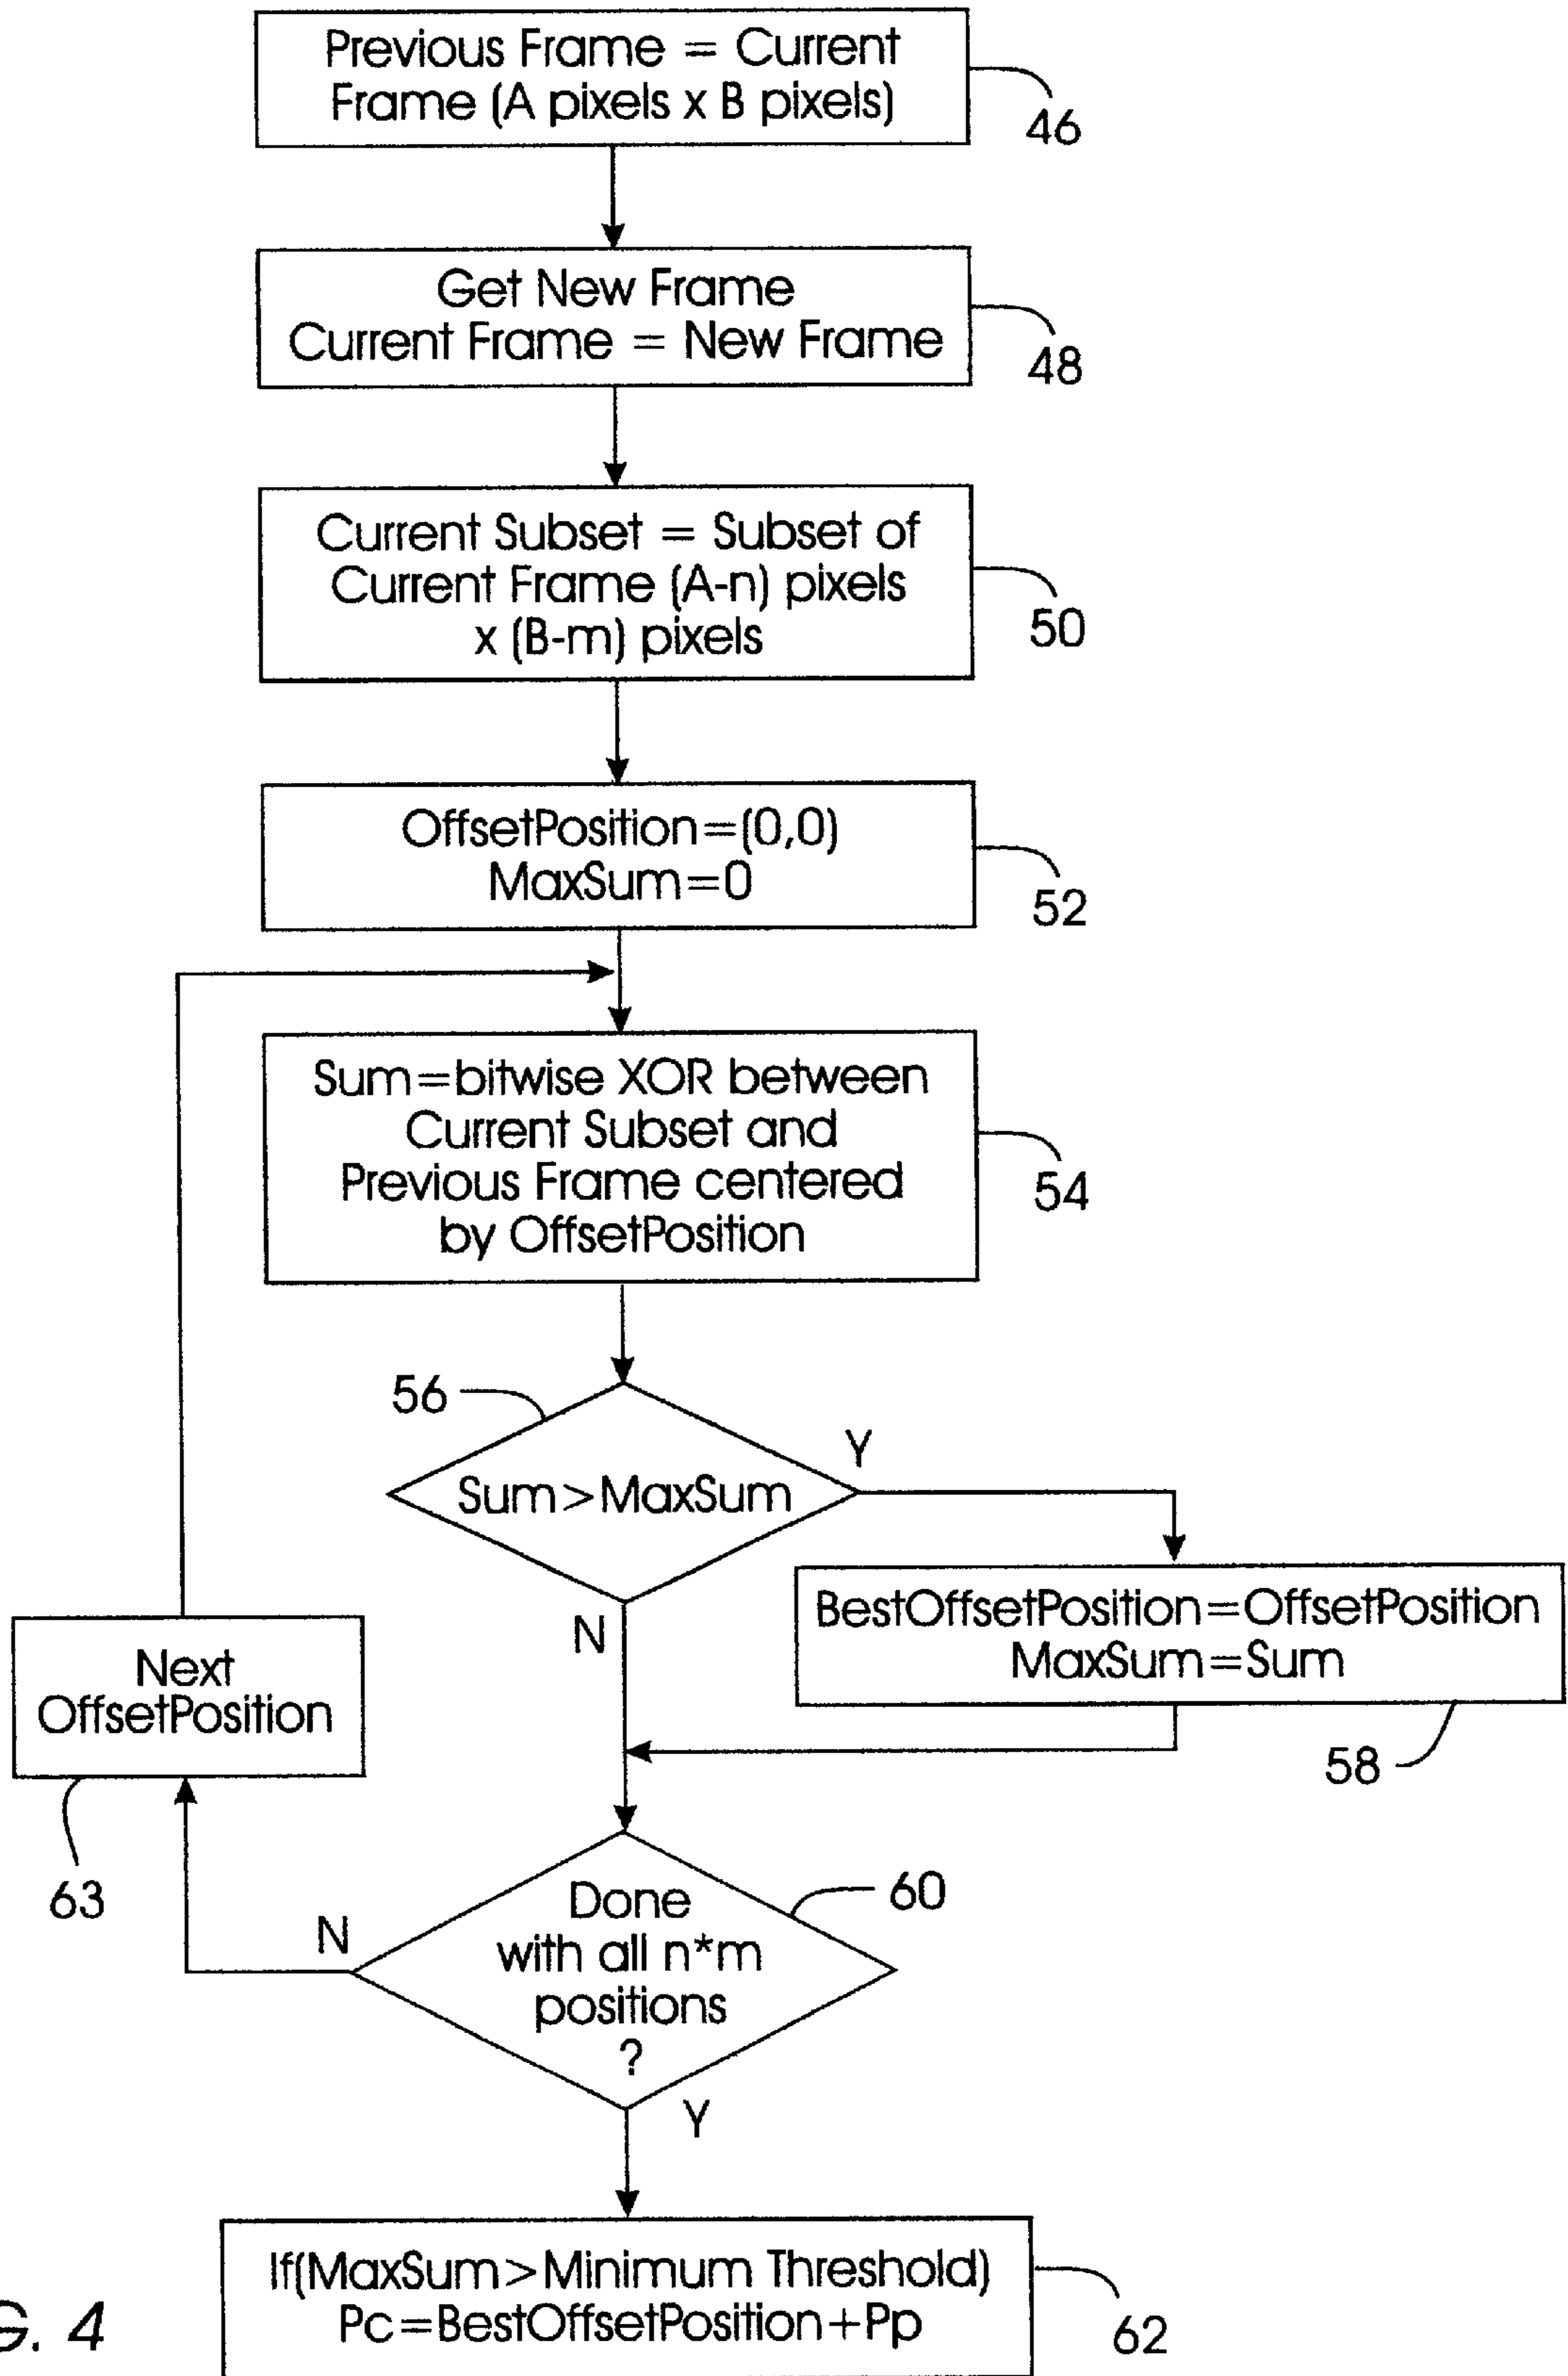 Previous Frame = Current
Frame (A pixels x B pixels)
46
Get New Frame
Current Frame = New Frame
48
Current Subset = Subset of
Current Frame (A-n) pixels
x (B-m) pixels
50
OffsetPosition=(0,0)
MaxSum=0
52
Sum=bitwise XOR between
Current Subset and
Previous Frame centered
by OffsetPosition
54
56
Sum>MaxSum
Y
N
BestOffsetPosition=OffsetPosition
MaxSum=Sum
58
Next
OffsetPosition
63
Done
with all n*m
positions
?
60
N
Y
If(MaxSum>Minimum Threshold)
Pc=BestOffsetPosition+Pp
62
G. 4